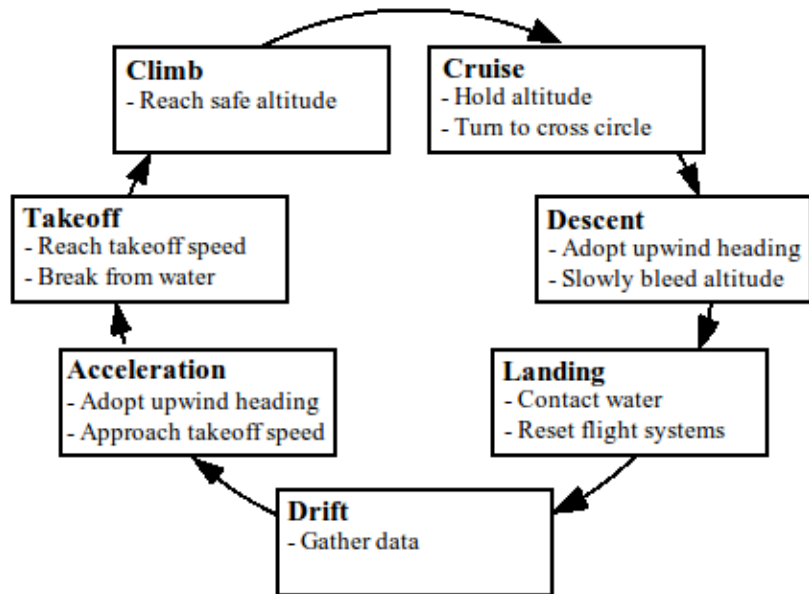 Climb
- Reach safe altitude
Cruise
- Hold altitude
- Turn to cross circle
Takeoff
- Reach takeoff speed
- Break from water
Descent
- Adopt upwind heading
- Slowly bleed altitude
Acceleration
- Adopt upwind heading
- Approach takeoff speed
Landing
- Contact water
- Reset flight systems
Drift
- Gather data